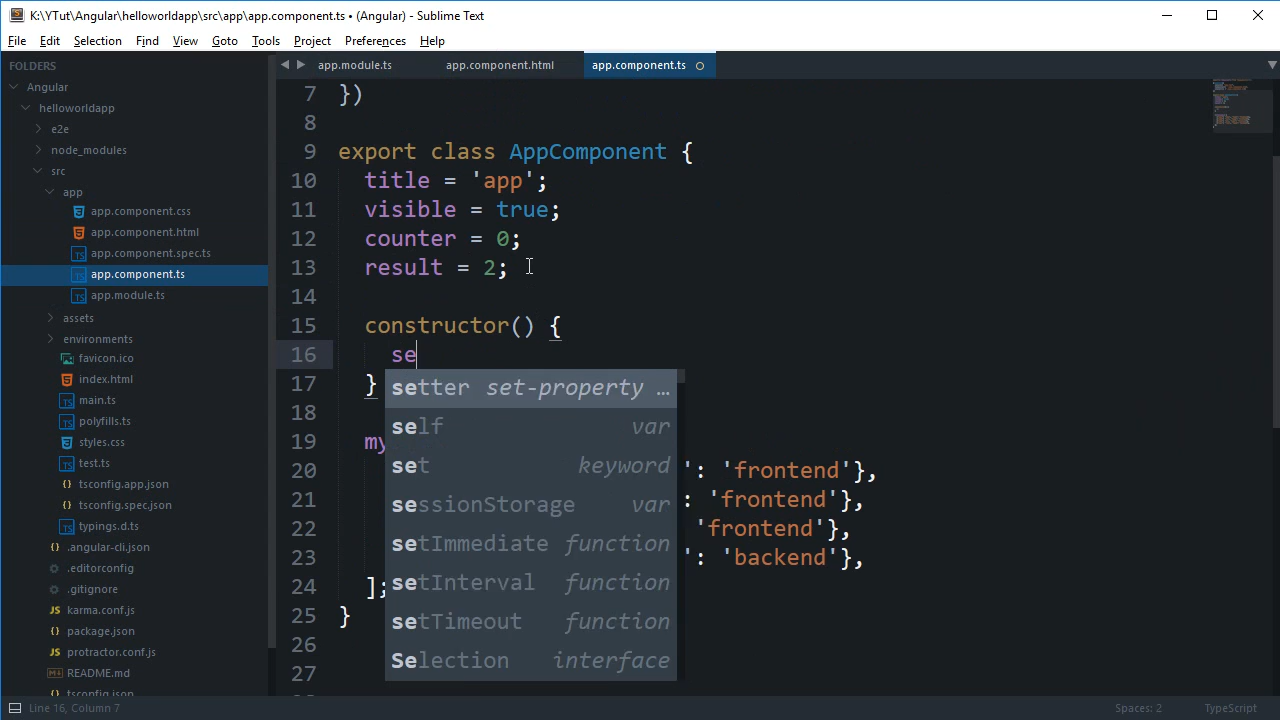 K:\YTut\Angular\helloworldapp\src\app\app.component.ts • (Angular) - Sublime Text
File Edit Selection Find View Goto Tools Project Preferences Help
FOLDERS
Angular
helloworldapp
e2e
node_modules
src
app
app.component.css
app.component.html
app.component.spec.ts
app.component.ts
app.module.ts
assets
environments
favicon.ico
index.html
main.ts
polyfills.ts
styles.css
test.ts
tsconfig.app.json
tsconfig.spec.json
typings.d.ts
.angular-cli.json
.editorconfig
.gitignore
karma.conf.js
package.json
protractor.conf.js
README.md
tsconfig.json
app.module.ts app.component.html app.component.ts
7 })
8
9 export class AppComponent {
10 title = 'app';
11 visible = true;
12 counter = 0;
13 result = 2;
14
15 constructor() {
16 se
17 }
18
19 my
20 ': 'frontend'},
21 : 'frontend'},
22 'frontend'},
23 ': 'backend'},
24 ];
25 }
26
27
setter set-property …
self var
set keyword
sessionStorage var
setImmediate function
setInterval function
setTimeout function
Selection interface
Line 16, Column 7 Spaces: 2 TypeScript